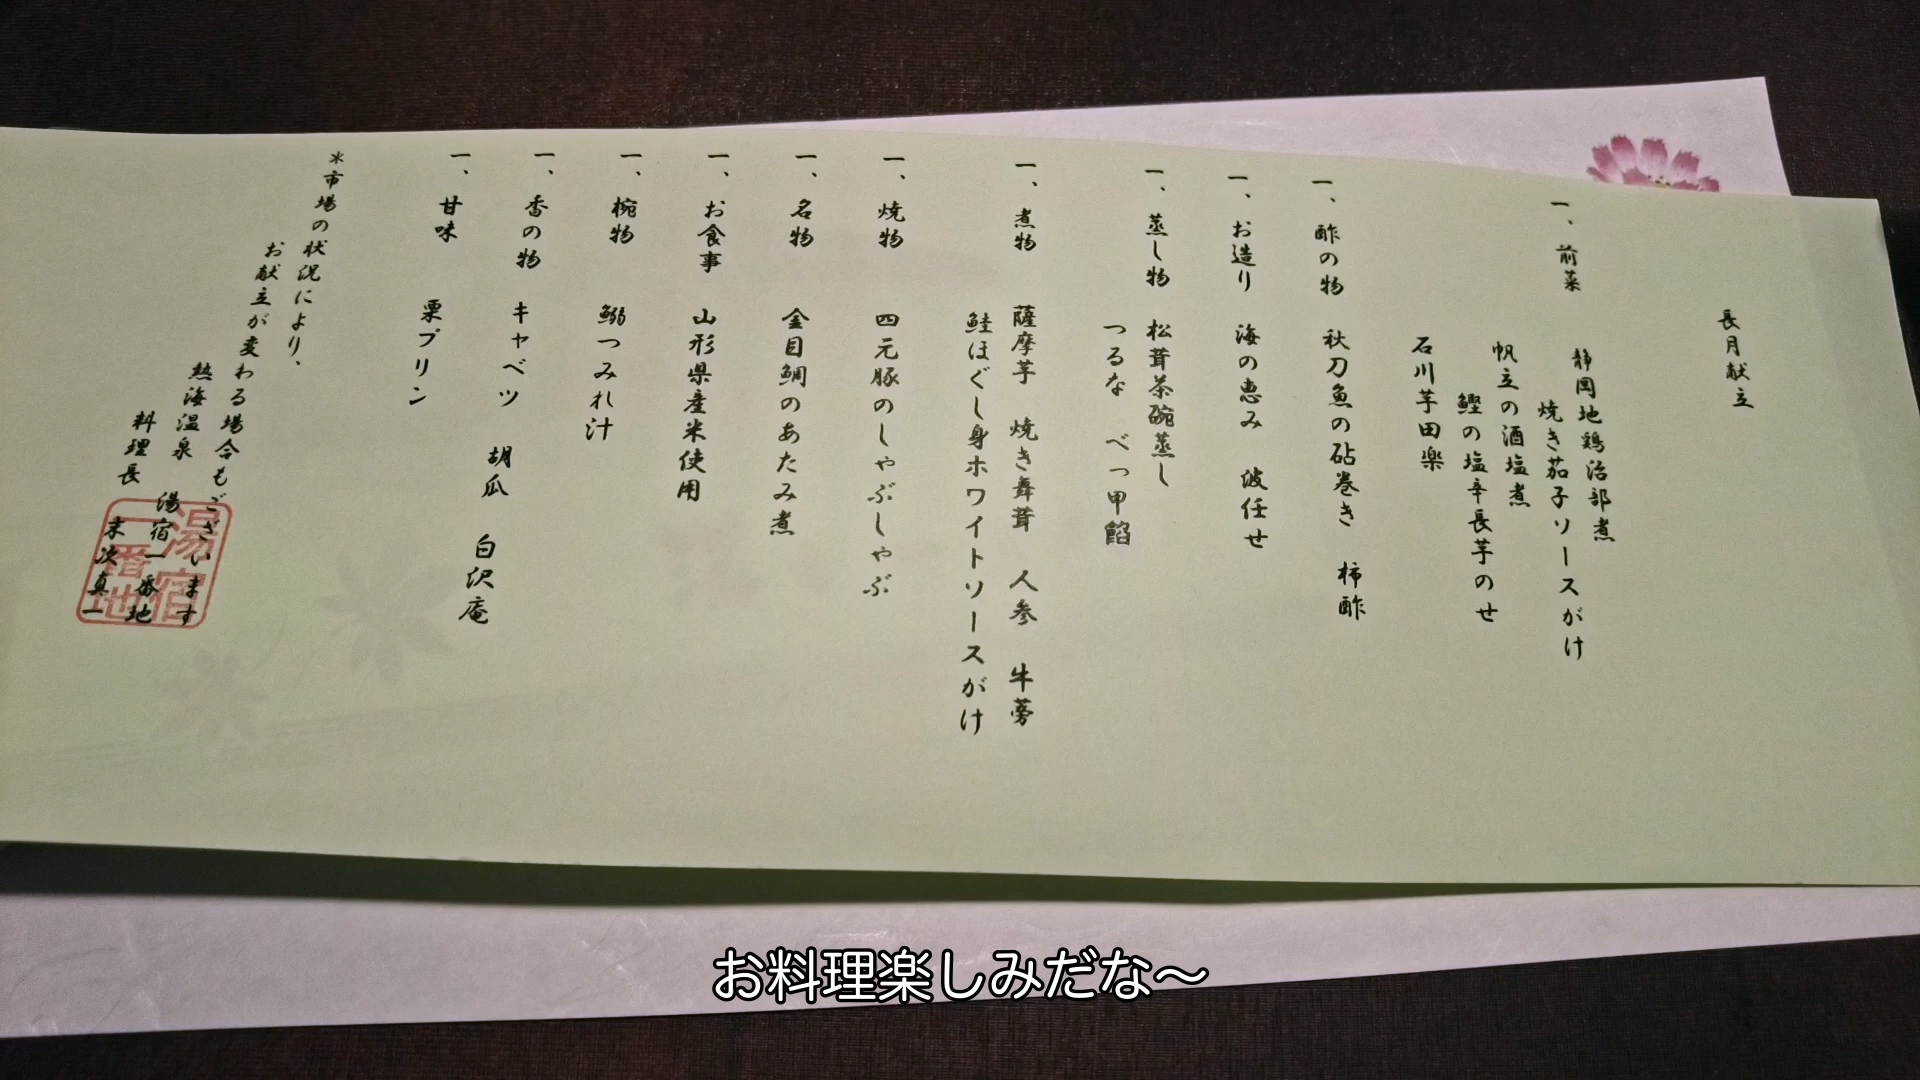 長月献立
一、前菜　静岡地鶏治部煮
焼き茄子ソースがけ
帆立の酒塩煮
鰹の塩辛長芋のせ
石川芋田楽
一、酢の物　秋刀魚の砧巻き　柿酢
一、お造り　海の恵み　波任せ
一、蒸し物　松茸茶碗蒸し
つるな　べっ甲餡
一、煮物　薩摩芋　焼き舞茸　人参　牛蒡
鮭ほぐし身ホワイトソースがけ
一、焼物　四元豚のしゃぶしゃぶ
一、名物　金目鯛のあたみ煮
一、お食事　山形県産米使用
一、椀物　鰯つみれ汁
一、香の物　キャベツ　胡瓜　白沢庵
一、甘味　栗プリン
＊市場の状況により、
お献立が変わる場合もございます
熱海温泉　湯宿一番地
料理長　末次真一
湯宿
一番地
お料理楽しみだな～